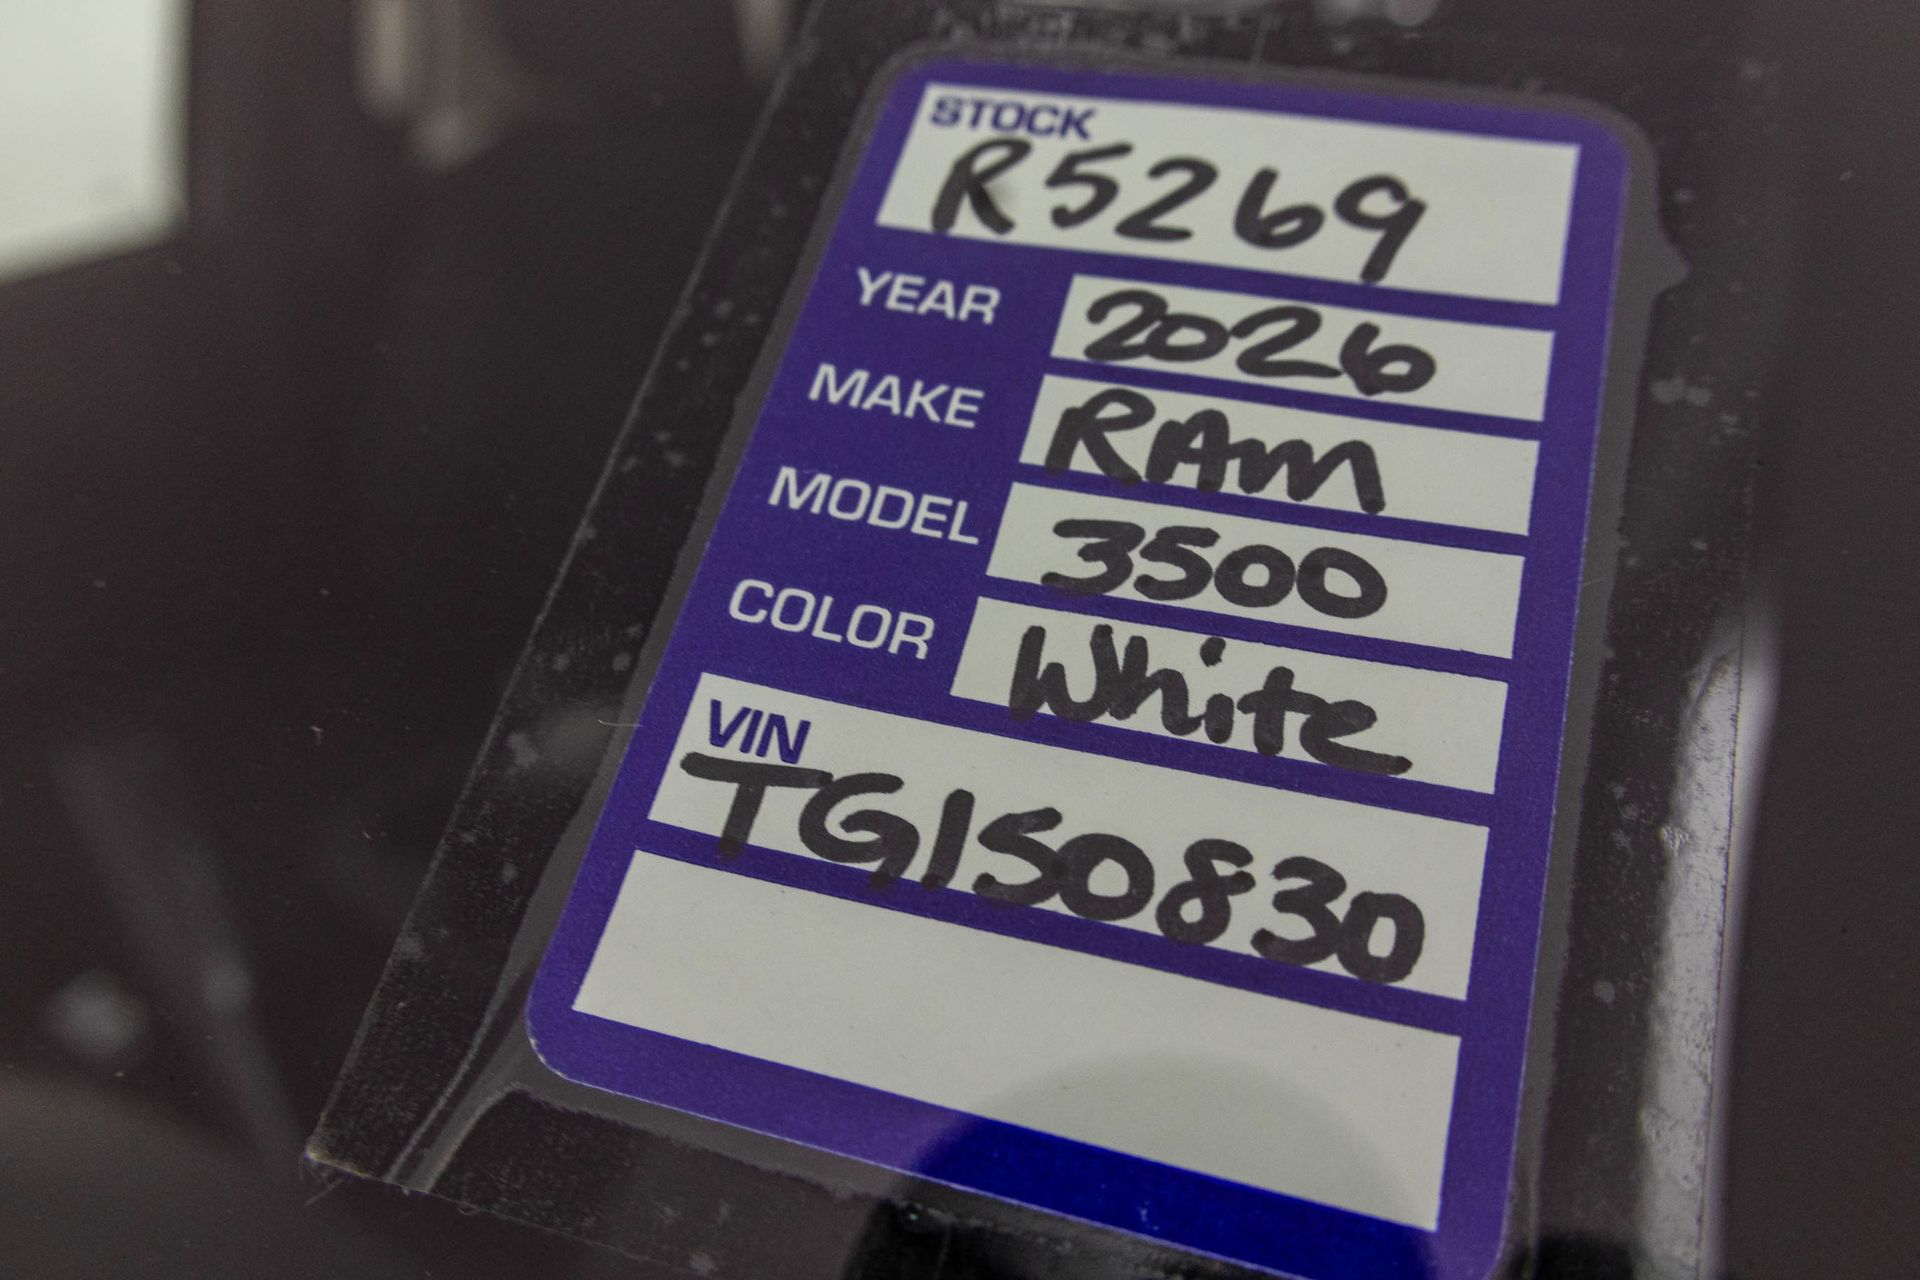 STOCK
R5269
YEAR 2026
MAKE RAM
MODEL 3500
COLOR White
VIN
TG150830